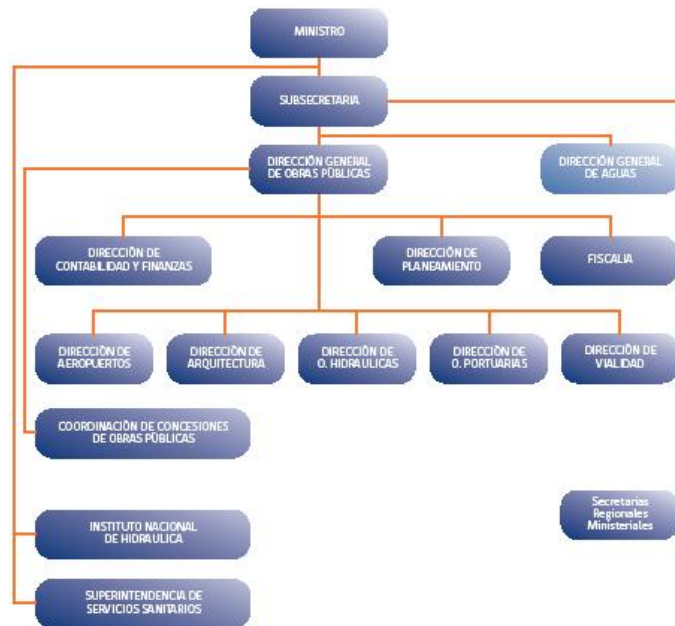 MINISTRO
SUBSECRETARIA
DIRECCIÓN GENERAL
DE OBRAS PÚBLICAS
DIRECCIÓN GENERAL
DE AGUAS
DIRECCIÓN DE
CONTABILIDAD Y FINANZAS
DIRECCIÓN DE
PLANEAMIENTO
FISCALIA
DIRECCIÓN DE
AEROPUERTOS
DIRECCIÓN DE
ARQUITECTURA
DIRECCIÓN DE
O. HIDRAULICAS
DIRECCIÓN DE
O. PORTUARIAS
DIRECCIÓN DE
VIALIDAD
COORDINACIÓN DE CONCESIONES
DE OBRAS PÚBLICAS
Secretarias
Regionales
Ministeriales
INSTITUTO NACIONAL
DE HIDRAULICA
SUPERINTENDENCIA DE
SERVICIOS SANITARIOS